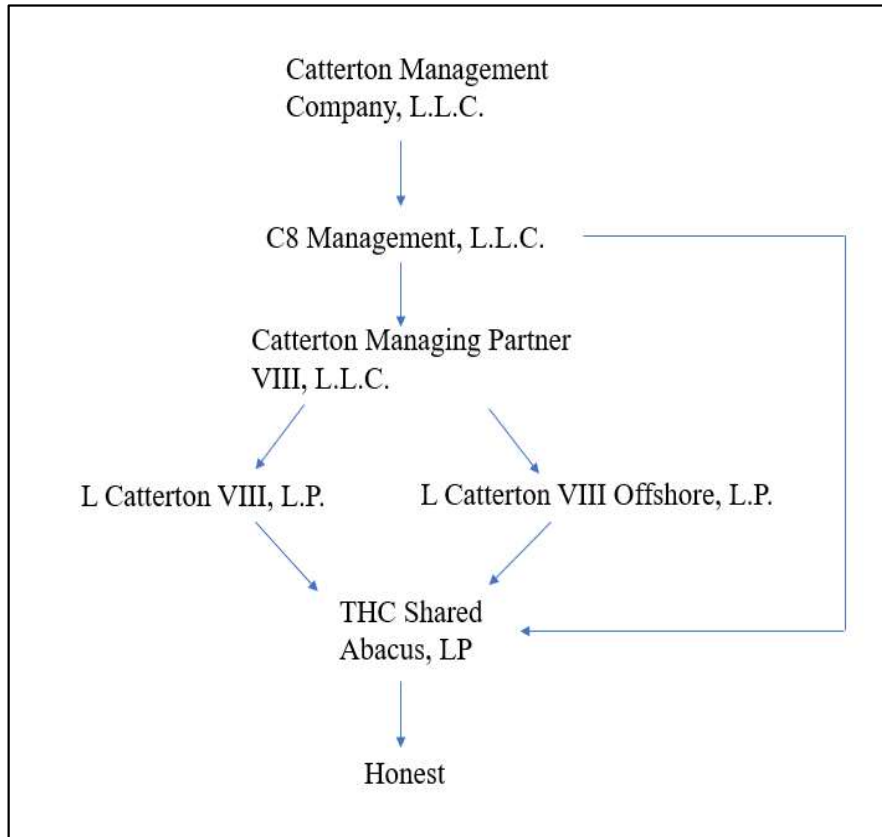 Catterton Management
Company, L.L.C.
C8 Management, L.L.C.
Catterton Managing Partner
VIII, L.L.C.
L Catterton VIII, L.P.
L Catterton VIII Offshore, L.P.
THC Shared
Abacus, LP
Honest